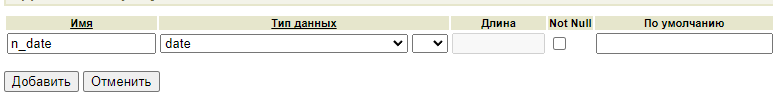 Имя Тип данных Длина Not Null По умолчанию
n_date date
Добавить Отменить